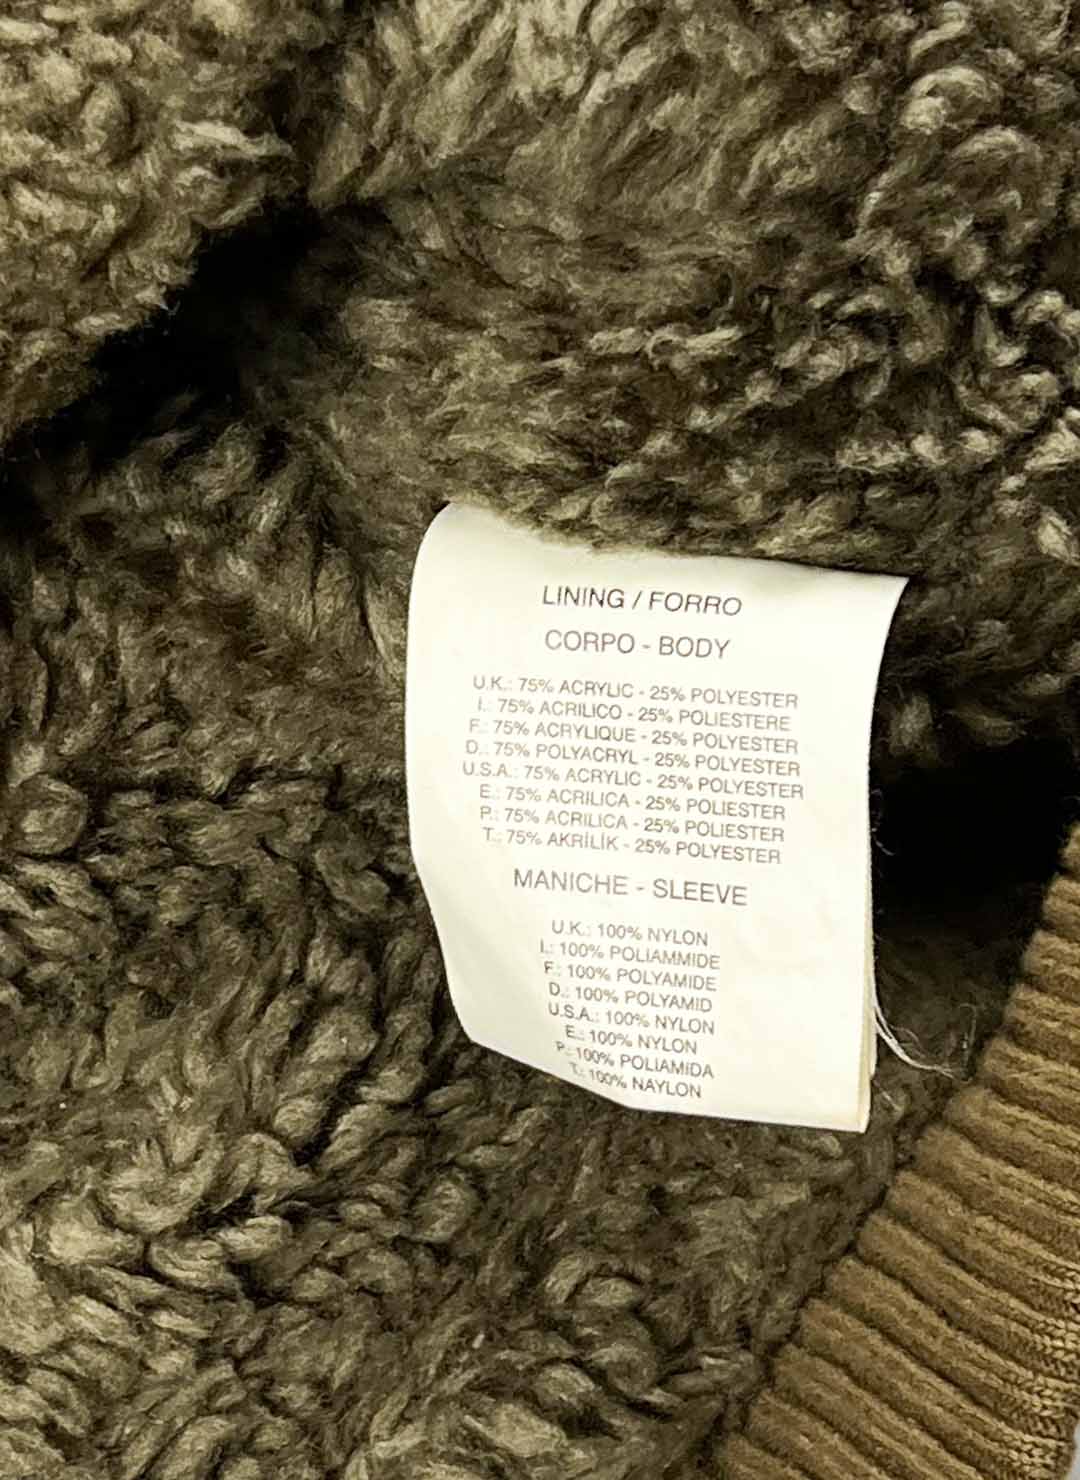 LINING / FORRO
CORPO - BODY
U.K.: 75% ACRYLIC - 25% POLYESTER
I.: 75% ACRILICO - 25% POLIESTERE
F.: 75% ACRYLIQUE - 25% POLYESTER
D.: 75% POLYACRYL - 25% POLYESTER
U.S.A.: 75% ACRYLIC - 25% POLYESTER
E.: 75% ACRILICA - 25% POLIESTER
P.: 75% ACRILICA - 25% POLIESTER
T.: 75% AKRİLİK - 25% POLYESTER
MANICHE - SLEEVE
U.K.: 100% NYLON
I.: 100% POLIAMMIDE
F.: 100% POLYAMIDE
D.: 100% POLYAMID
U.S.A.: 100% NYLON
E.: 100% NYLON
P.: 100% POLIAMIDA
T.: 100% NAYLON